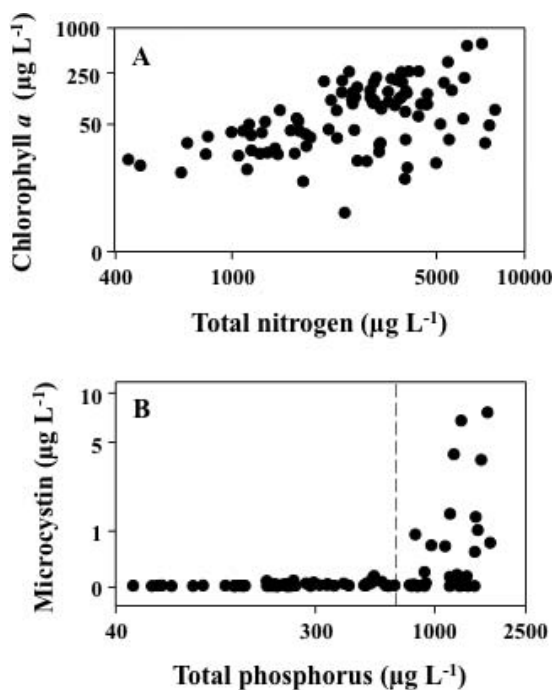 1000
A
250
50
0
Chlorophyll a (µg L-1)
400
1000
5000
10000
Total nitrogen (µg L-1)
10
B
5
1
0
Microcystin (µg L-1)
40
300
1000
2500
Total phosphorus (µg L-1)